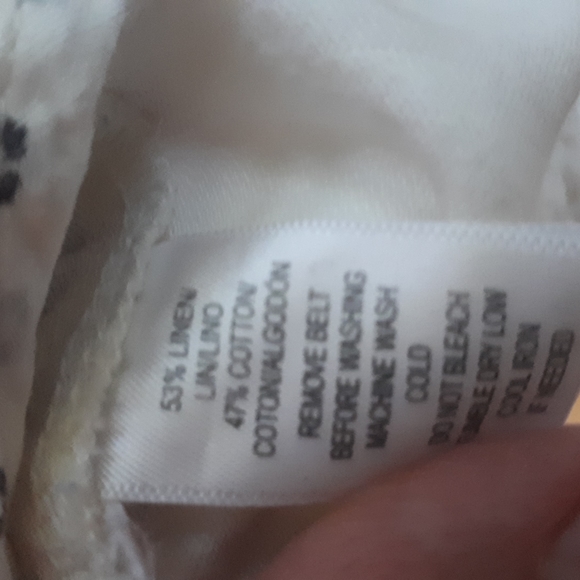 53% LINEN/
LIN/LINO
47% COTTON/
COTON/ALGODÓN
REMOVE BELT
BEFORE WASHING
MACHINE WASH
COLD
DO NOT BLEACH
TUMBLE DRY LOW
COOL IRON
IF NEEDED